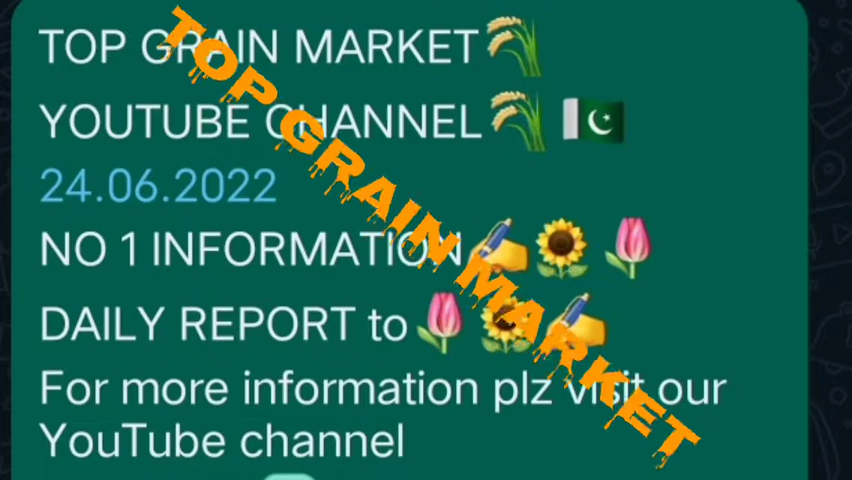 TOP GRAIN MARKET🌾
YOUTUBE CHANNEL🌾 🇵🇰
24.06.2022
NO 1 INFORMATION✍️🌻🌷
DAILY REPORT to🌷🌻✍️
For more information plz visit our
YouTube channel
TOP GRAIN MARKET